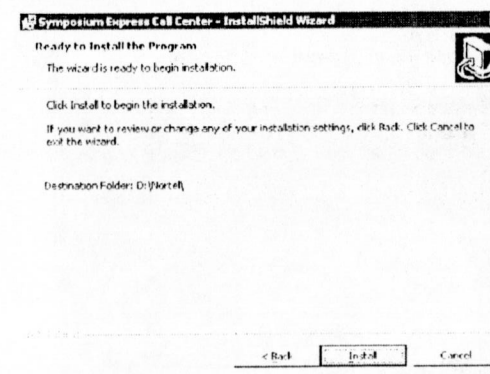 Symposium Express Call Center - InstallShield Wizard
Ready to Install the Program
The wizard is ready to begin installation.
Click Install to begin the installation.
If you want to review or change any of your installation settings, click Back. Click Cancel to
exit the wizard.
Destination Folder: D:\Nortel\
< Back Install Cancel